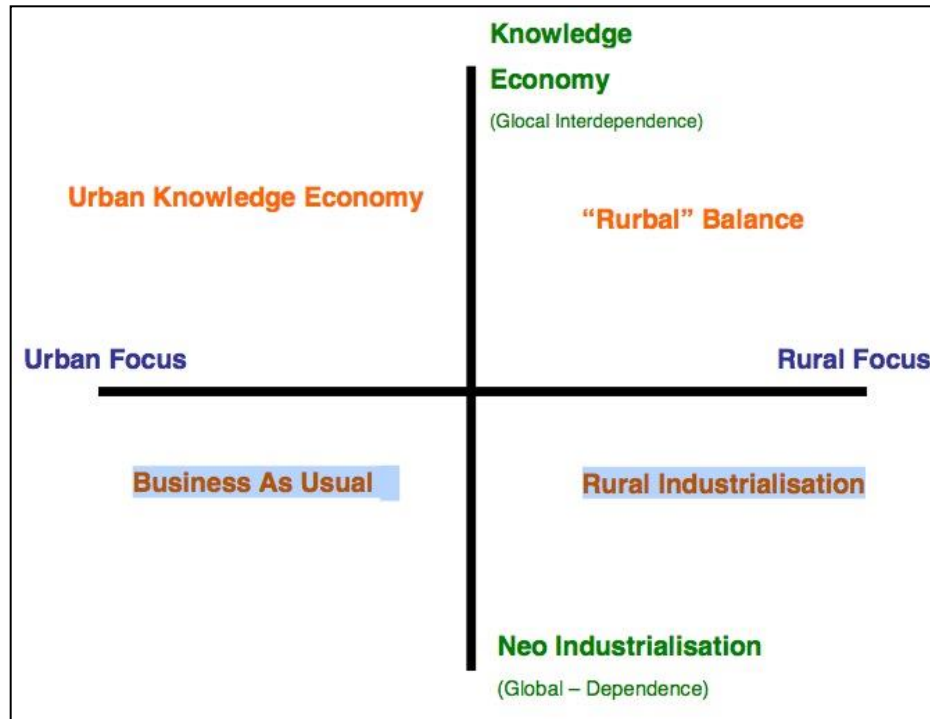 Knowledge
Economy
(Glocal Interdependence)
Urban Knowledge Economy
“Rurbal” Balance
Urban Focus
Rural Focus
Business As Usual
Rural Industrialisation
Neo Industrialisation
(Global – Dependence)